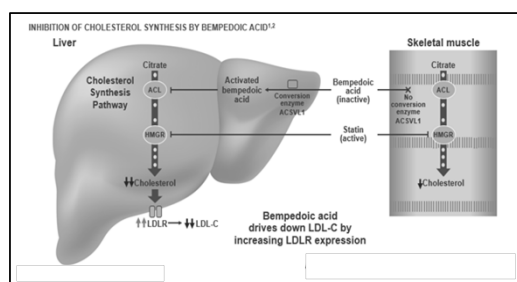 INHIBITION OF CHOLESTEROL SYNTHESIS BY BEMPEDOIC ACID1,2
Liver
Skeletal muscle
Citrate
Cholesterol
Synthesis
Pathway
ACL
Activated
bempedoic
acid
Conversion
enzyme
ACSVL1
Bempedoic
acid
(inactive)
No
conversion
enzyme
ACSVL1
Citrate
ACL
HMGR
Statin
(active)
HMGR
↓↓Cholesterol
↓Cholesterol
↑↑LDLR → ↓↓LDL-C
Bempedoic acid
drives down LDL-C by
increasing LDLR expression